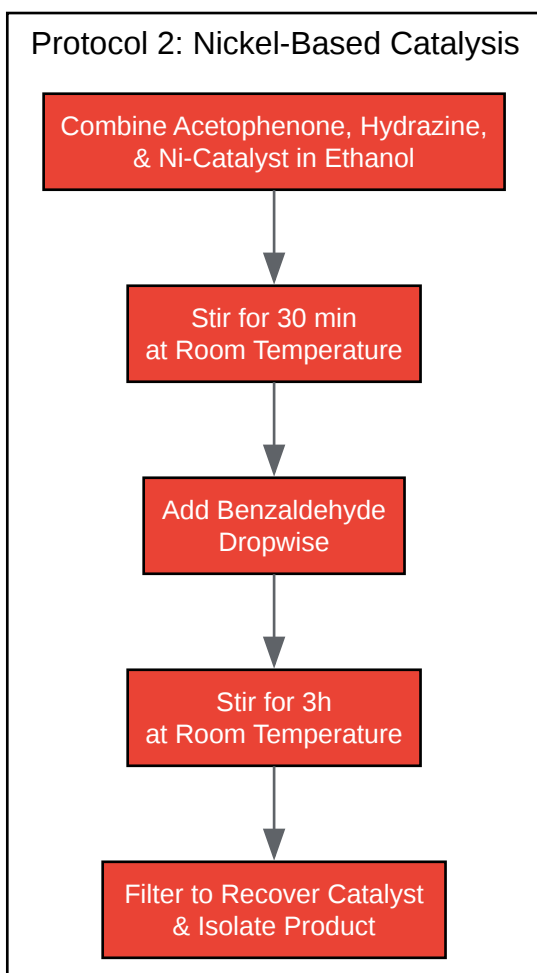 Protocol 2: Nickel-Based Catalysis
Combine Acetophenone, Hydrazine,
& Ni-Catalyst in Ethanol
Stir for 30 min
at Room Temperature
Add Benzaldehyde
Dropwise
Stir for 3h
at Room Temperature
Filter to Recover Catalyst
& Isolate Product